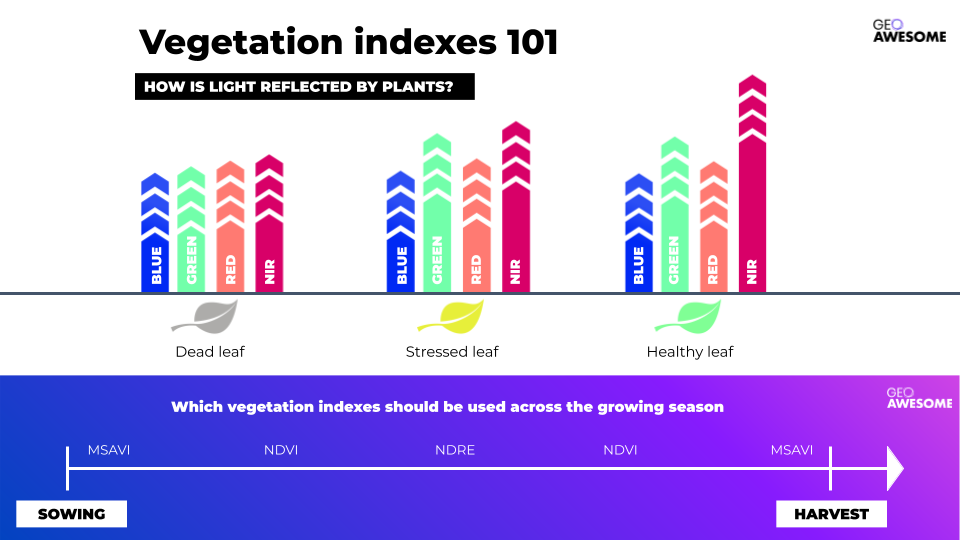 Vegetation indexes 101
GEO
AWESOME
HOW IS LIGHT REFLECTED BY PLANTS?
BLUE
GREEN
RED
NIR
BLUE
GREEN
RED
NIR
BLUE
GREEN
RED
NIR
Dead leaf
Stressed leaf
Healthy leaf
Which vegetation indexes should be used across the growing season
GEO
AWESOME
MSAVI
NDVI
NDRE
NDVI
MSAVI
SOWING
HARVEST